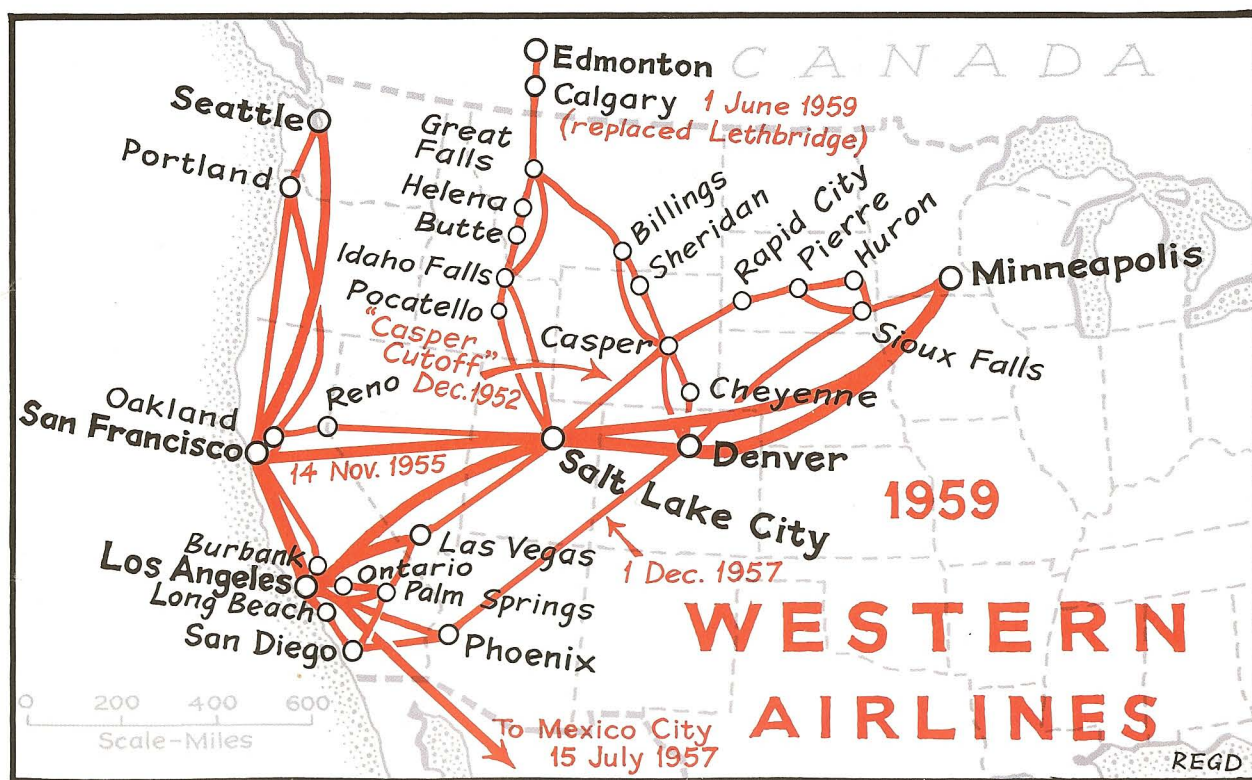 CANADA
Edmonton
Calgary 1 June 1959
(replaced Lethbridge)
Seattle
Portland
Great
Falls
Helena
Butte
Idaho Falls
Pocatello
"Casper
Cutoff"
Dec. 1952
Billings
Sheridan
Rapid City
Pierre
Huron
Minneapolis
Sioux Falls
Casper
Cheyenne
Denver
Reno
Oakland
San Francisco
14 Nov. 1955
Salt Lake City
1959
Las Vegas
1 Dec. 1957
Burbank
Los Angeles
Ontario
Palm Springs
Long Beach
San Diego
Phoenix
WESTERN
AIRLINES
0 200 400 600
Scale-Miles
To Mexico City
15 July 1957
REGD